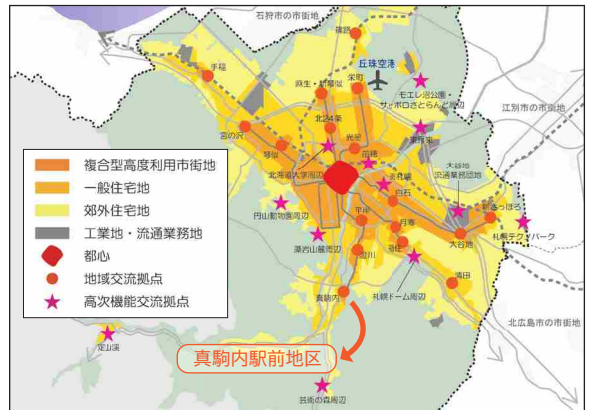 石狩市の市街地
篠路
手稲
丘珠空港
麻生・新琴似
栄町
モエレ沼公園
サッポロさとらんど周辺
江別市の市街地
北24条
宮の沢
光星
琴似
苗穂
東雁来
複合型高度利用市街地
一般住宅地
郊外住宅地
工業地・流通業務地
都心
地域交流拠点
高次機能交流拠点
北海道大学周辺
東札幌
大谷地
流通業務団地
白石
新さっぽろ
円山動物園周辺
平岸
月寒
札幌テクノパーク
藻岩山麓周辺
福住
大谷地
澄川
清田
真駒内
札幌ドーム周辺
北広島市の市街地
定山渓
真駒内駅前地区
芸術の森周辺